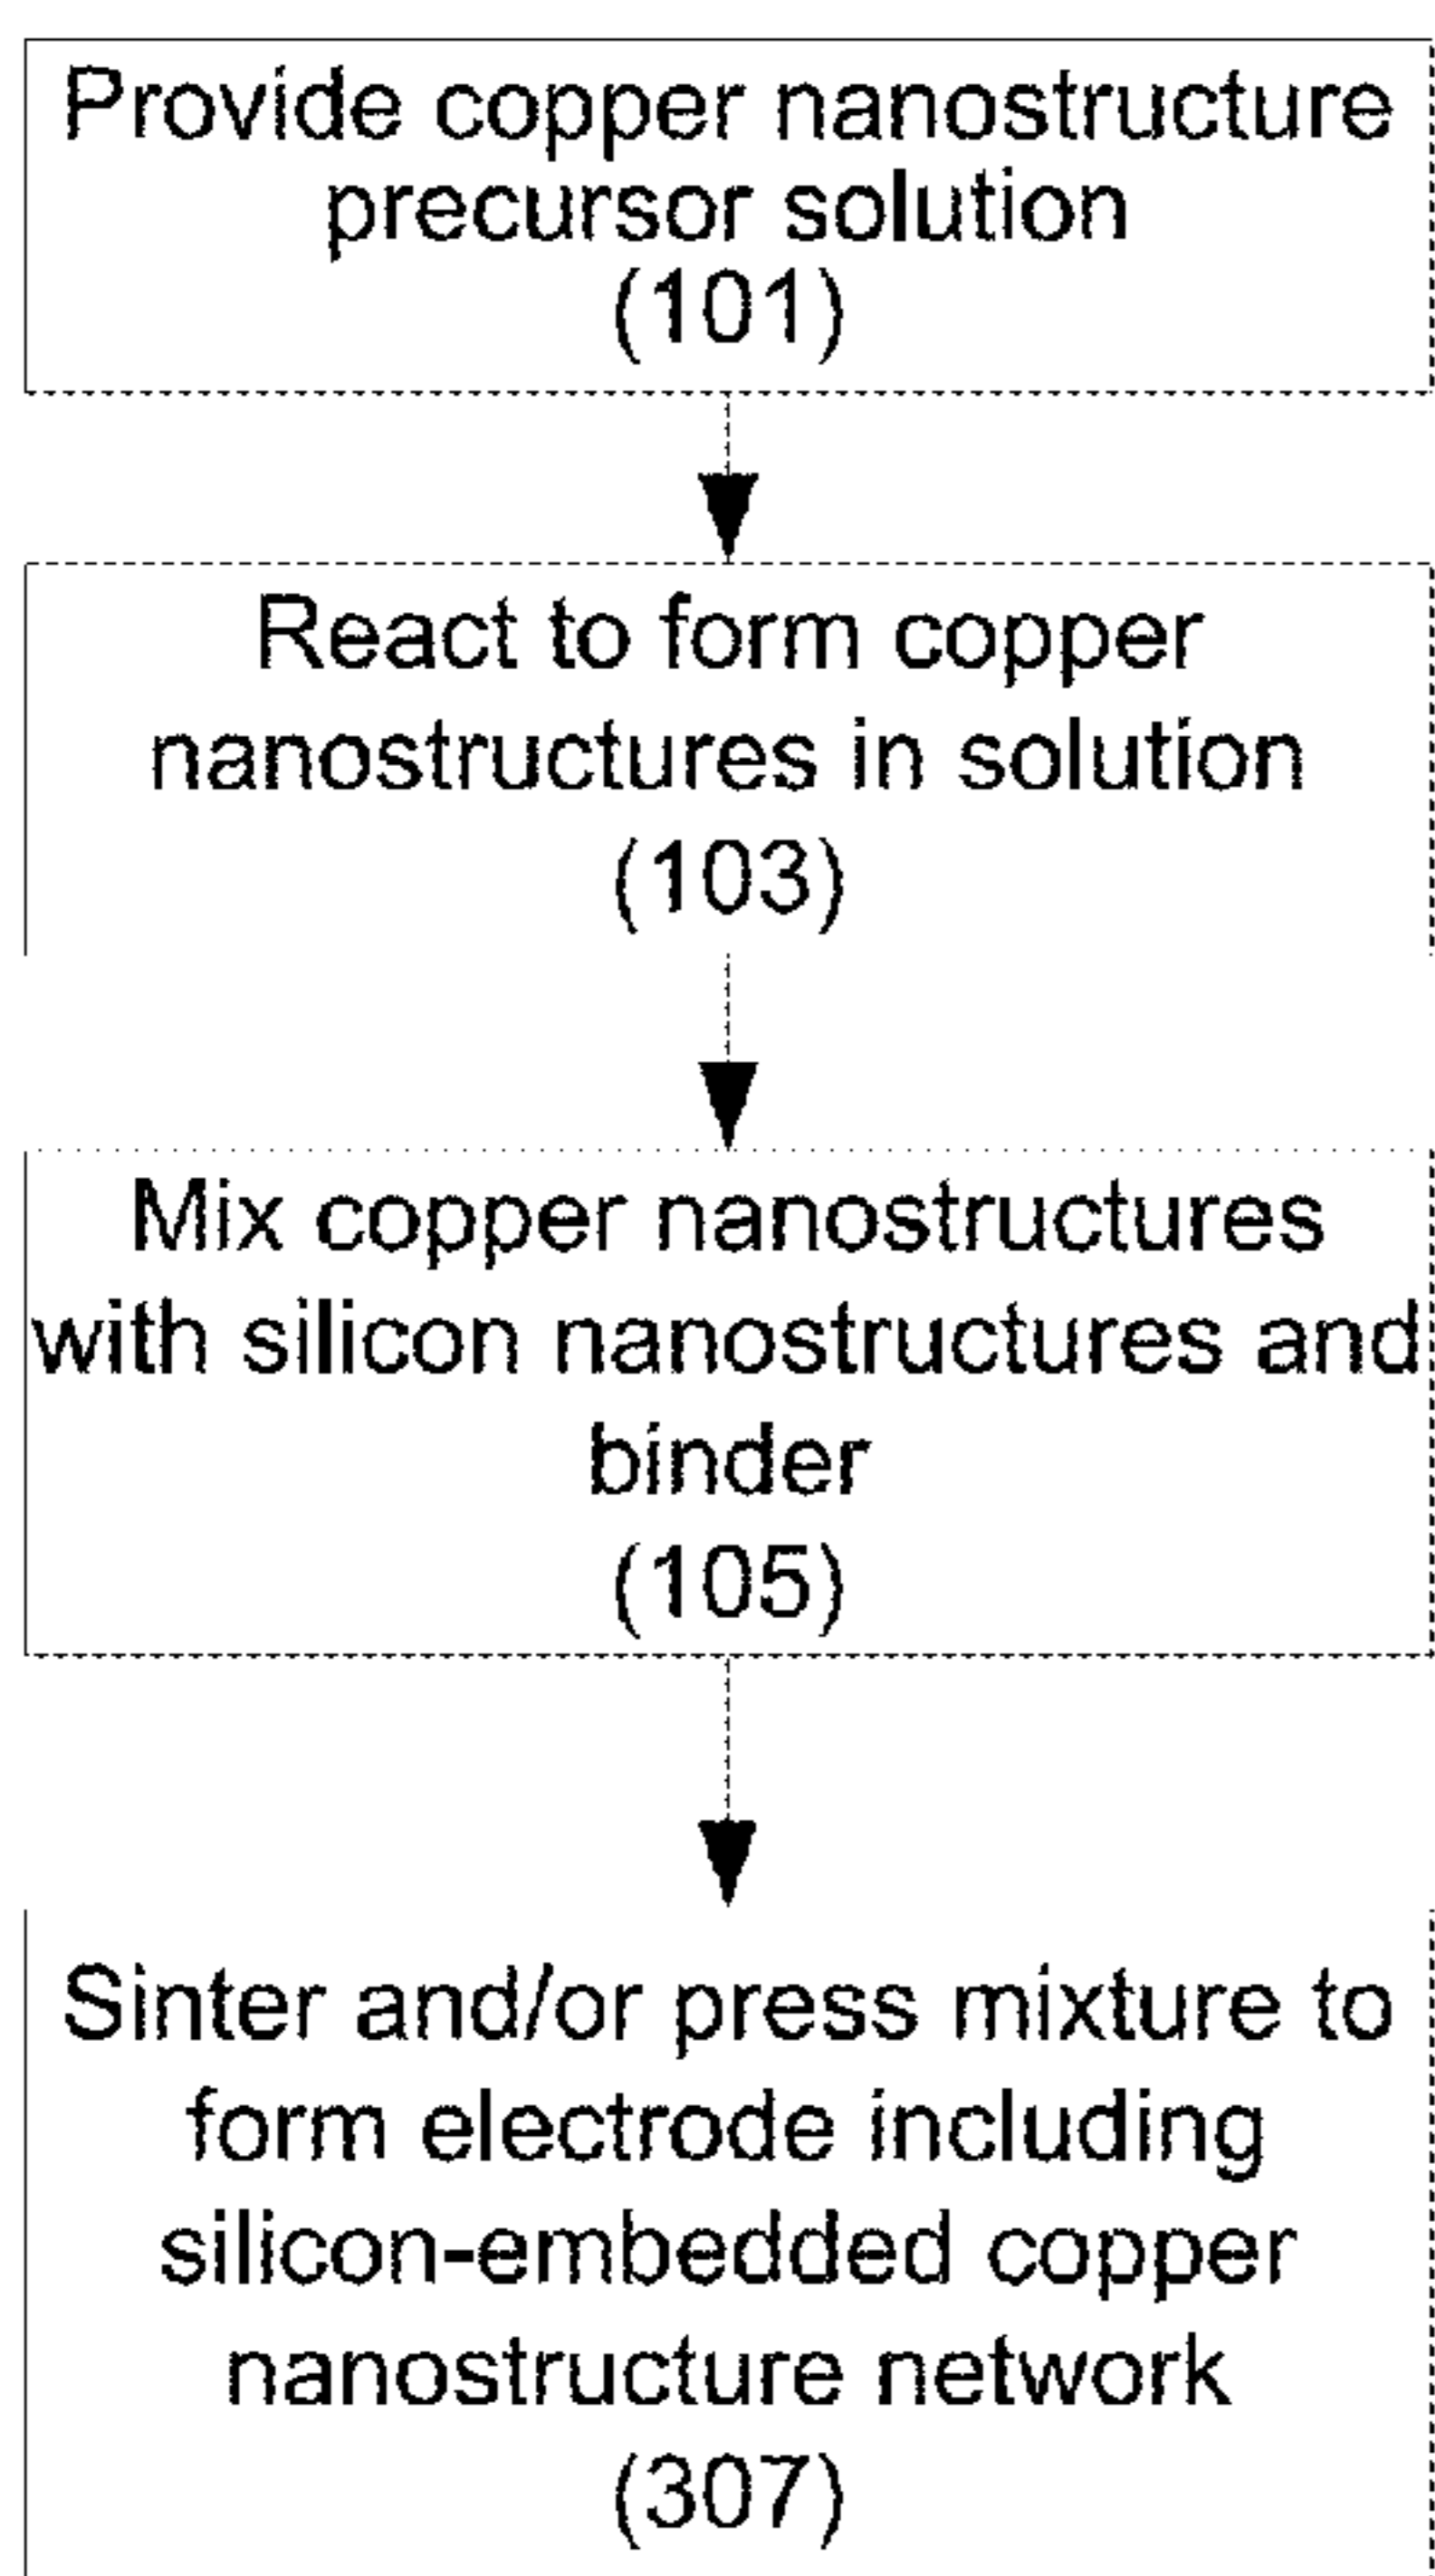 Provide copper nanostructure
precursor solution
(101)
React to form copper
nanostructures in solution
(103)
Mix copper nanostructures
with silicon nanostructures and
binder
(105)
Sinter and/or press mixture to
form electrode including
silicon-embedded copper
nanostructure network
(307)